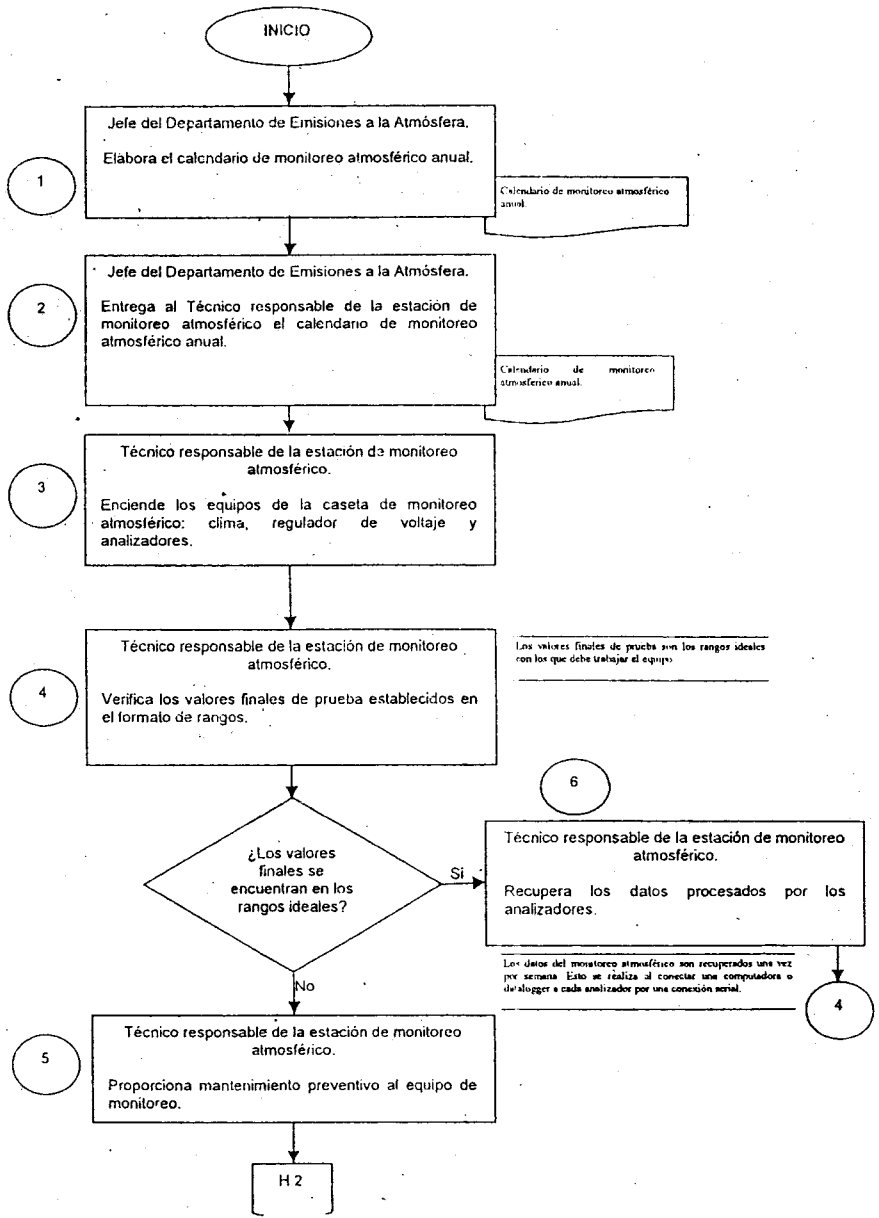 INICIO
Jefe del Departamento de Emisiones a la Atmósfera.
Elabora el calendario de monitoreo atmosférico anual.
1
Calendario de monitoreo atmosférico
anual.
Jefe del Departamento de Emisiones a la Atmósfera.
Entrega al Técnico responsable de la estación de
monitoreo atmosférico el calendario de monitoreo
atmosférico anual.
2
Calendario de monitoreo
atmosferico anual.
Técnico responsable de la estación de monitoreo
atmosférico.
Enciende los equipos de la caseta de monitoreo
atmosférico: clima, regulador de voltaje y
analizadores.
3
Técnico responsable de la estación de monitoreo
atmosférico.
Verifica los valores finales de prueba establecidos en
el formato de rangos.
4
Los valores finales de prueba son los rangos ideales
con los que debe trabajar el equipo
¿Los valores
finales se
encuentran en los
rangos ideales?
Sí
No
6
Técnico responsable de la estación de monitoreo
atmosférico.
Recupera los datos procesados por los
analizadores.
Los datos del monitoreo atmosférico son recuperados una vez
por semana. Esto se realiza al conectar una computadora o
datalogger a cada analizador por una conexión serial.
4
Técnico responsable de la estación de monitoreo
atmosférico.
Proporciona mantenimiento preventivo al equipo de
monitoreo.
5
H 2